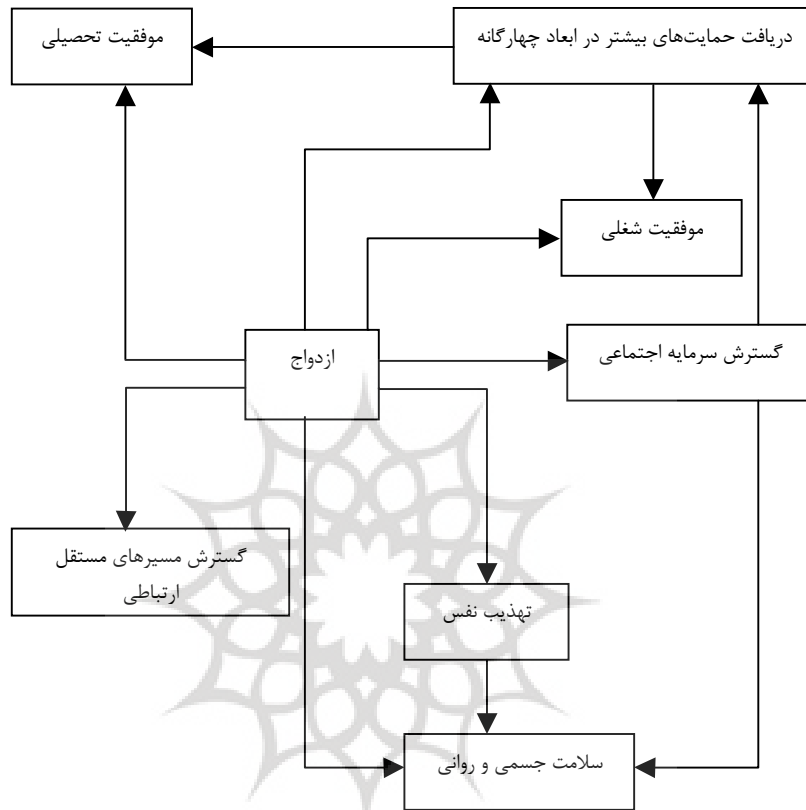 دریافت حمایت‌های بیشتر در ابعاد چهارگانه
موفقیت تحصیلی
موفقیت شغلی
گسترش سرمایه اجتماعی
ازدواج
گسترش مسیرهای مستقل
ارتباطی
تهذیب نفس
سلامت جسمی و روانی